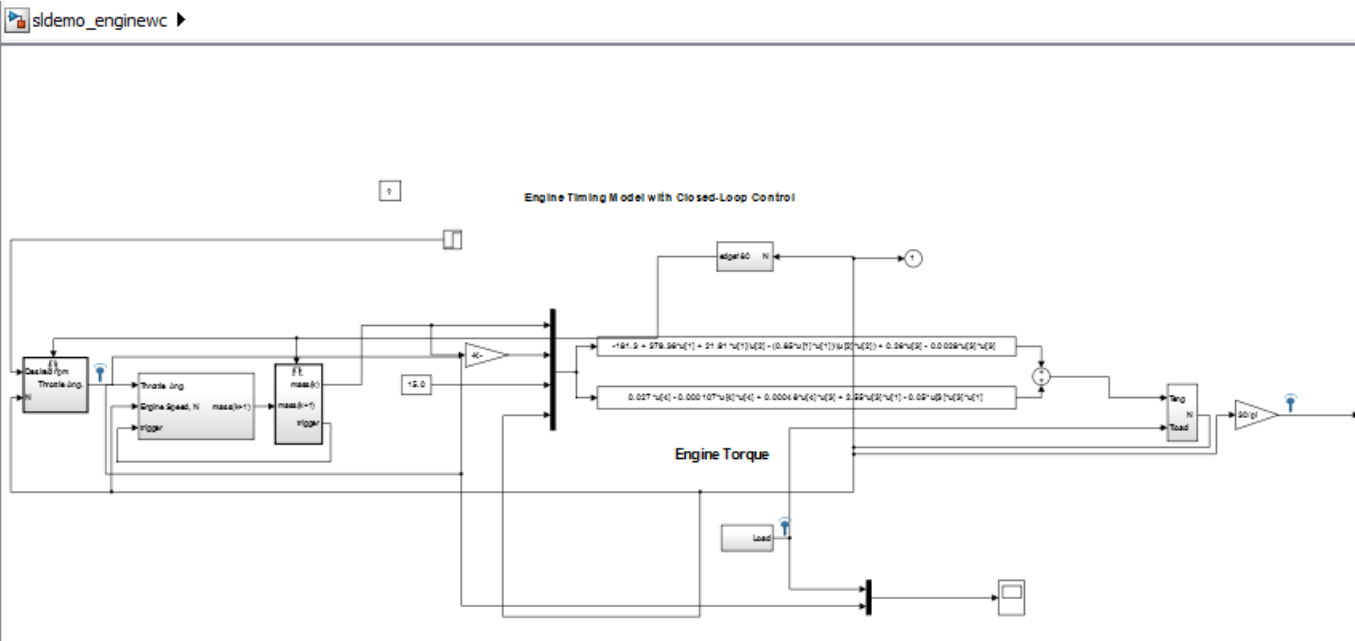 sldemo_enginewc
?
Engine Timing Model with Closed-Loop Control
edge180 N
1
Desired rpm
Throttle Ang.
N
Throttle Ang.
Engine Speed, N mass(k+1)
trigger
mass(k)
mass(k+1)
trigger
-K-
15.0
-181.3 + 379.36*u[1] + 21.91*u[2] - (0.85*u[1]*u[1])/(u[2]*u[2]) + 0.26*u[3] - 0.0028*u[3]*u[3]
0.027*u[4] - 0.000107*u[4]*u[4] + 0.00048*u[4]*u[3] + 2.55*u[3]*u[1] - 0.05*u[3]*u[3]*u[1]
Teng
N
Tload
30/pi
Engine Torque
Load